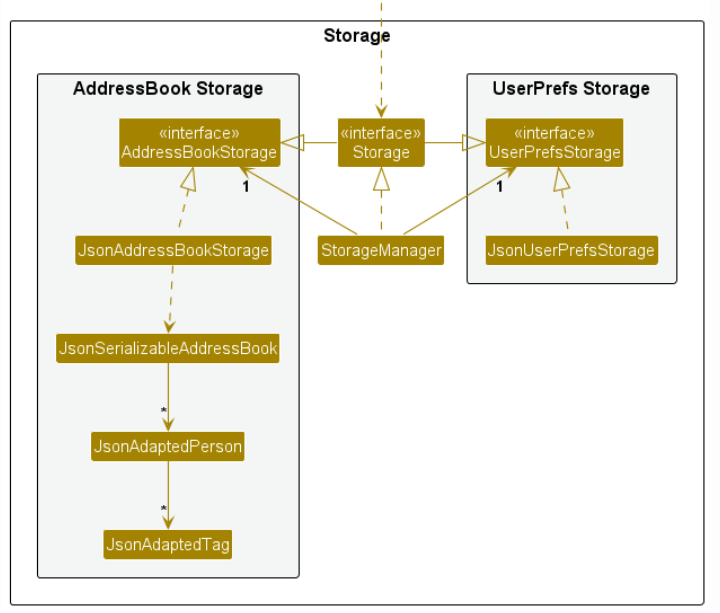 Storage
AddressBook Storage
UserPrefs Storage
«interface»
AddressBookStorage
«interface»
Storage
«interface»
UserPrefsStorage
1
1
JsonAddressBookStorage
StorageManager
JsonUserPrefsStorage
JsonSerializableAddressBook
*
JsonAdaptedPerson
*
JsonAdaptedTag